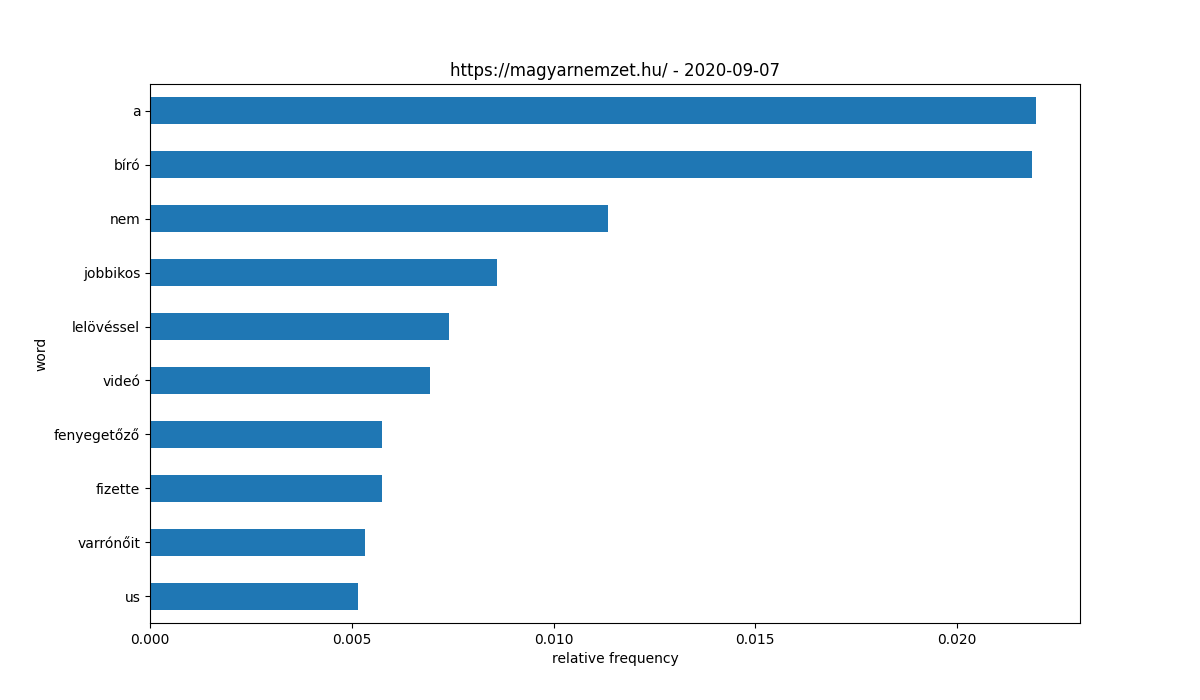 https://magyarnemzet.hu/ - 2020-09-07
a
bíró
nem
jobbikos
lelövéssel
videó
fenyegetőző
fizette
varrónőit
us
word
0.000 0.005 0.010 0.015 0.020
relative frequency